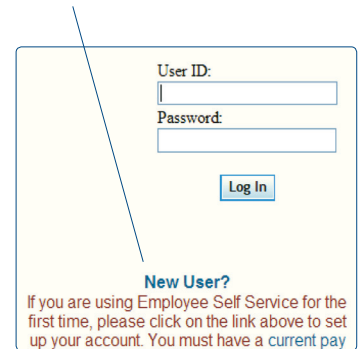 User ID:
Password:
Log In
New User?
If you are using Employee Self Service for the
first time, please click on the link above to set
up your account. You must have a current pay